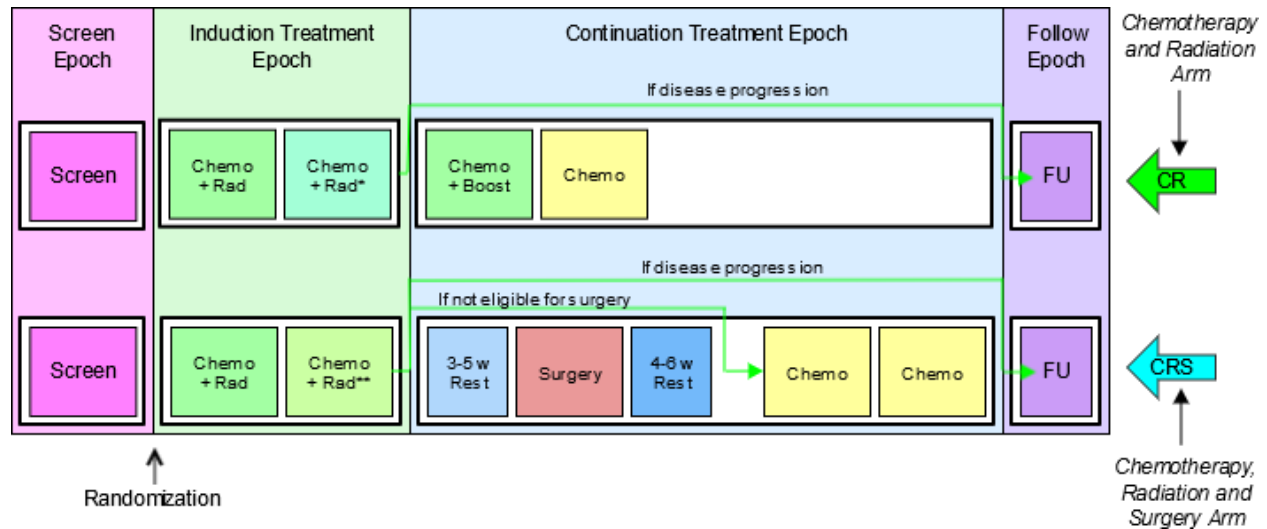 Screen
Epoch
Induction Treatment
Epoch
Continuation Treatment Epoch
Follow
Epoch
Chemotherapy
and Radiation
Arm
If disease progression
Screen
Chemo
+ Rad
Chemo
+ Rad*
Chemo
+ Boost
Chemo
FU
CR
If disease progression
If not eligible for surgery
Screen
Chemo
+ Rad
Chemo
+ Rad**
3-5 w
Rest
Surgery
4-6 w
Rest
Chemo
Chemo
FU
CRS
Randomization
Chemotherapy,
Radiation and
Surgery Arm